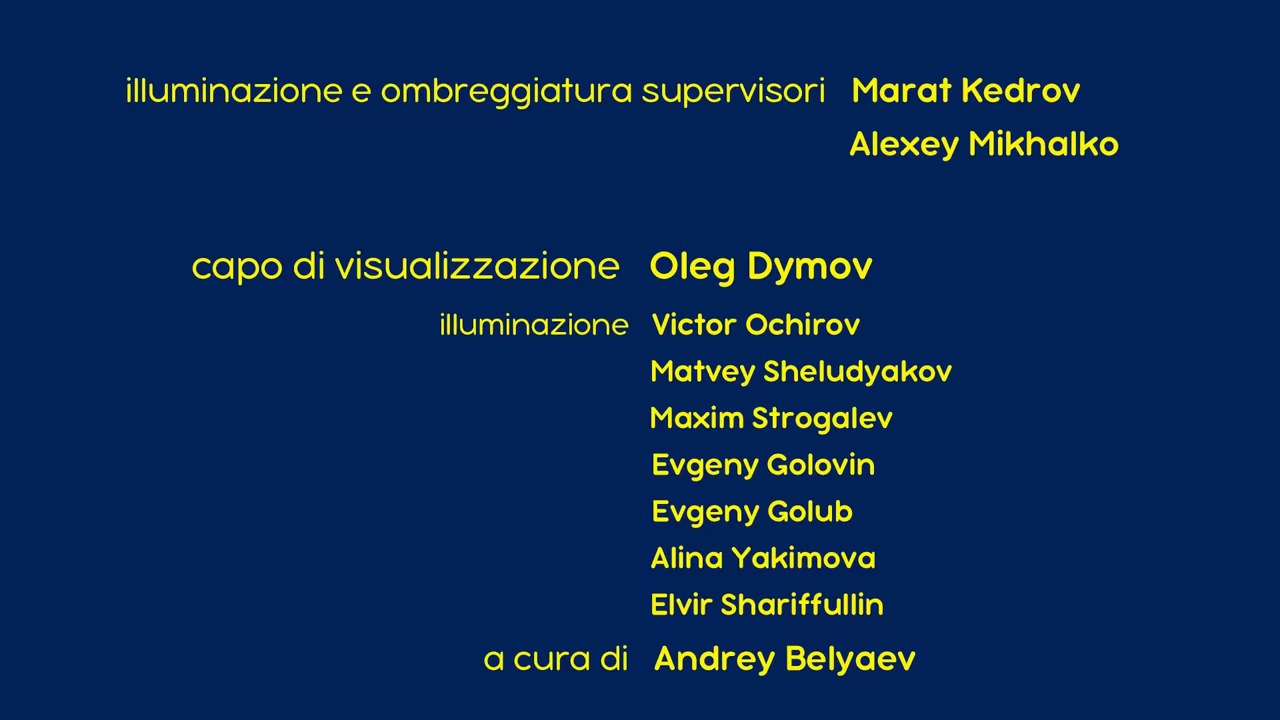 illuminazione e ombreggiatura supervisori Marat Kedrov
Alexey Mikhalko
capo di visualizzazione Oleg Dymov
illuminazione Victor Ochirov
Matvey Sheludyakov
Maxim Strogalev
Evgeny Golovin
Evgeny Golub
Alina Yakimova
Elvir Shariffullin
a cura di Andrey Belyaev